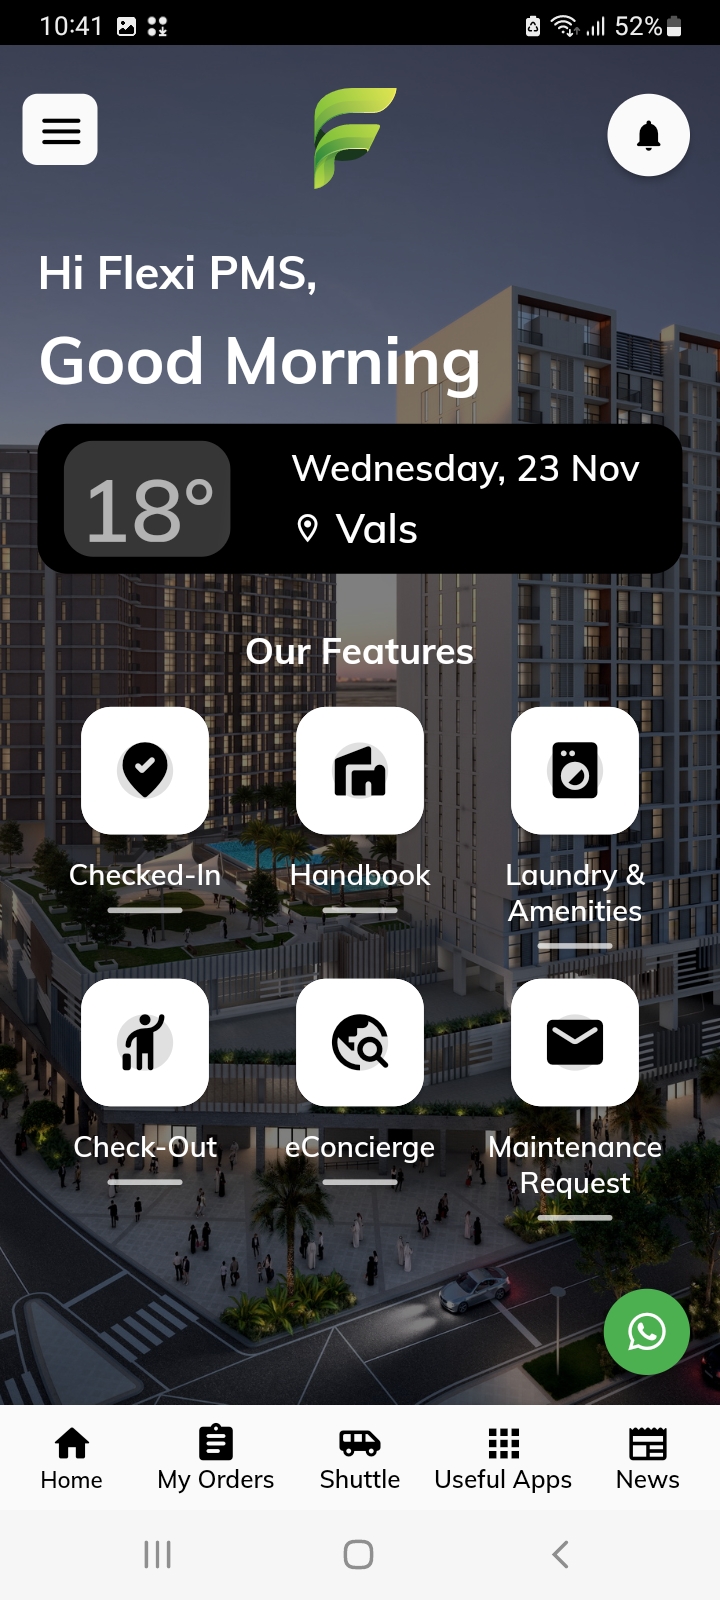 10:41 52%
Hi Flexi PMS,
Good Morning
18° Wednesday, 23 Nov
Vals
Our Features
Checked-In Handbook Laundry &
Amenities
Check-Out eConcierge Maintenance
Request
Home My Orders Shuttle Useful Apps News